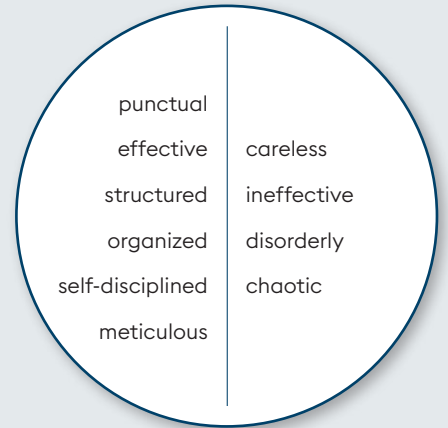 punctual
effective
structured
organized
self-disciplined
meticulous
careless
ineffective
disorderly
chaotic